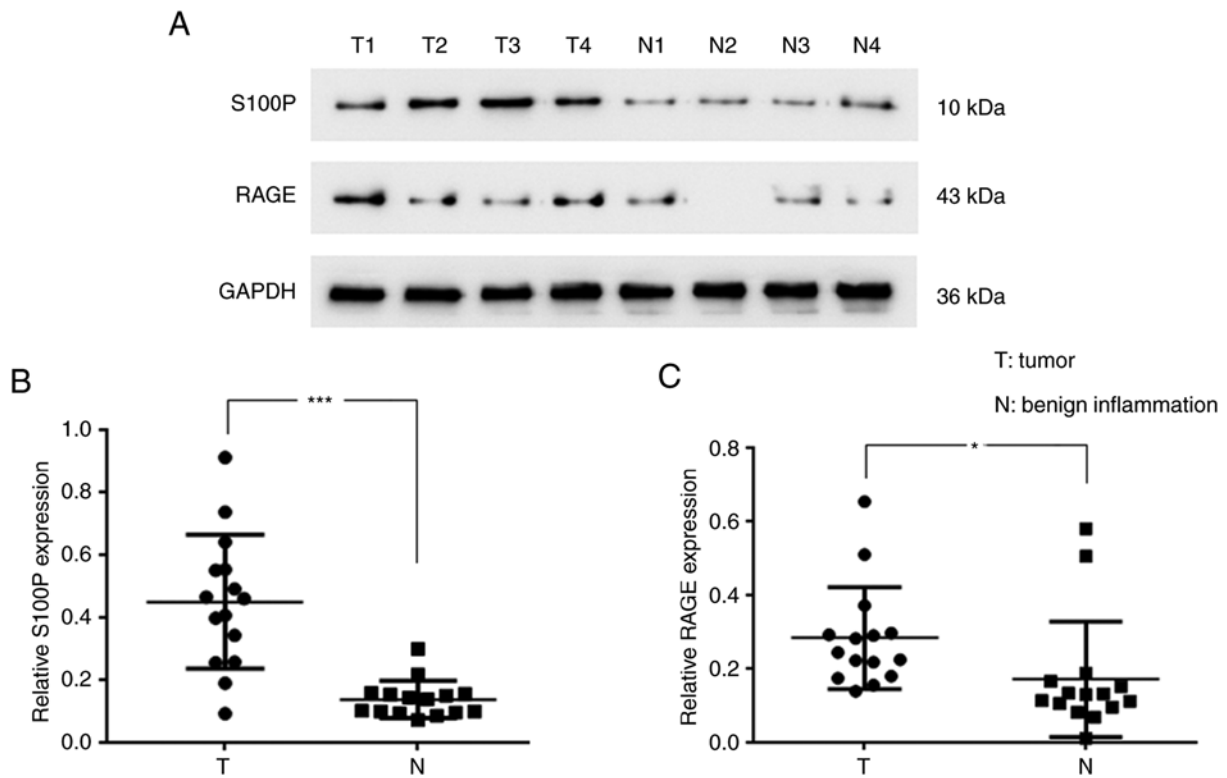 A
T1 T2 T3 T4 N1 N2 N3 N4
S100P 10 kDa
RAGE 43 kDa
GAPDH 36 kDa
T: tumor
N: benign inflammation
B
***
Relative S100P expression
1.0
0.8
0.6
0.4
0.2
0.0
T N
C
*
Relative RAGE expression
0.8
0.6
0.4
0.2
0.0
T N